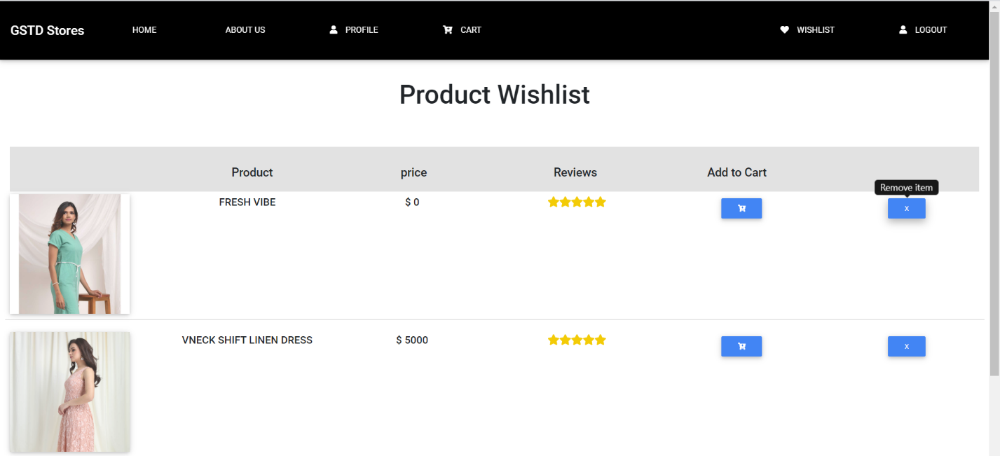 GSTD Stores HOME ABOUT US PROFILE CART WISHLIST LOGOUT
Product Wishlist
Product price Reviews Add to Cart
Remove item
FRESH VIBE $ 0 x
VNECK SHIFT LINEN DRESS $ 5000 x